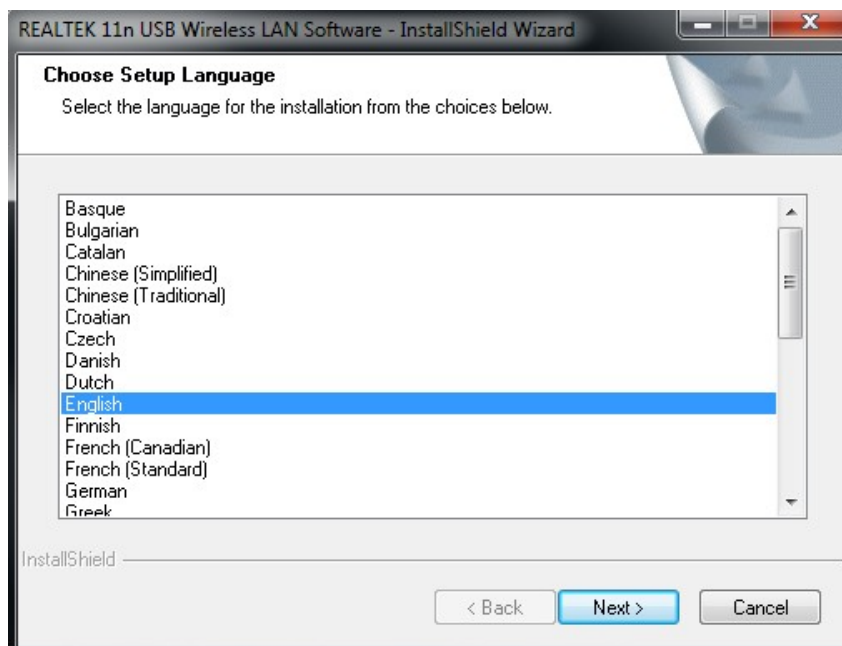 REALTEK 11n USB Wireless LAN Software - InstallShield Wizard
Choose Setup Language
Select the language for the installation from the choices below.
Basque
Bulgarian
Catalan
Chinese (Simplified)
Chinese (Traditional)
Croatian
Czech
Danish
Dutch
English
Finnish
French (Canadian)
French (Standard)
German
Greek
InstallShield
< Back Next > Cancel